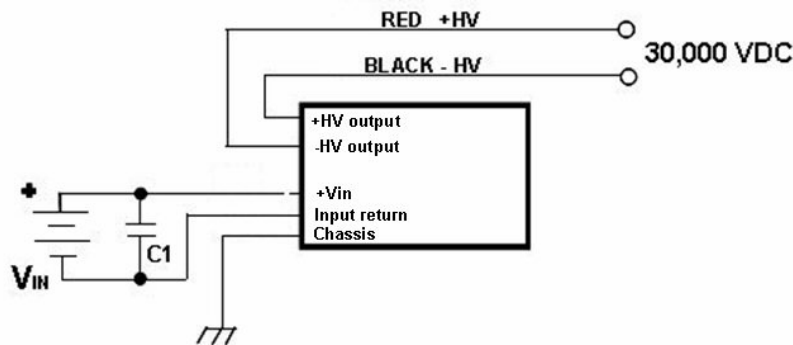 RED +HV
30,000 VDC
BLACK - HV
+HV output
-HV output
+
+Vin
Input return
Chassis
C1
VIN